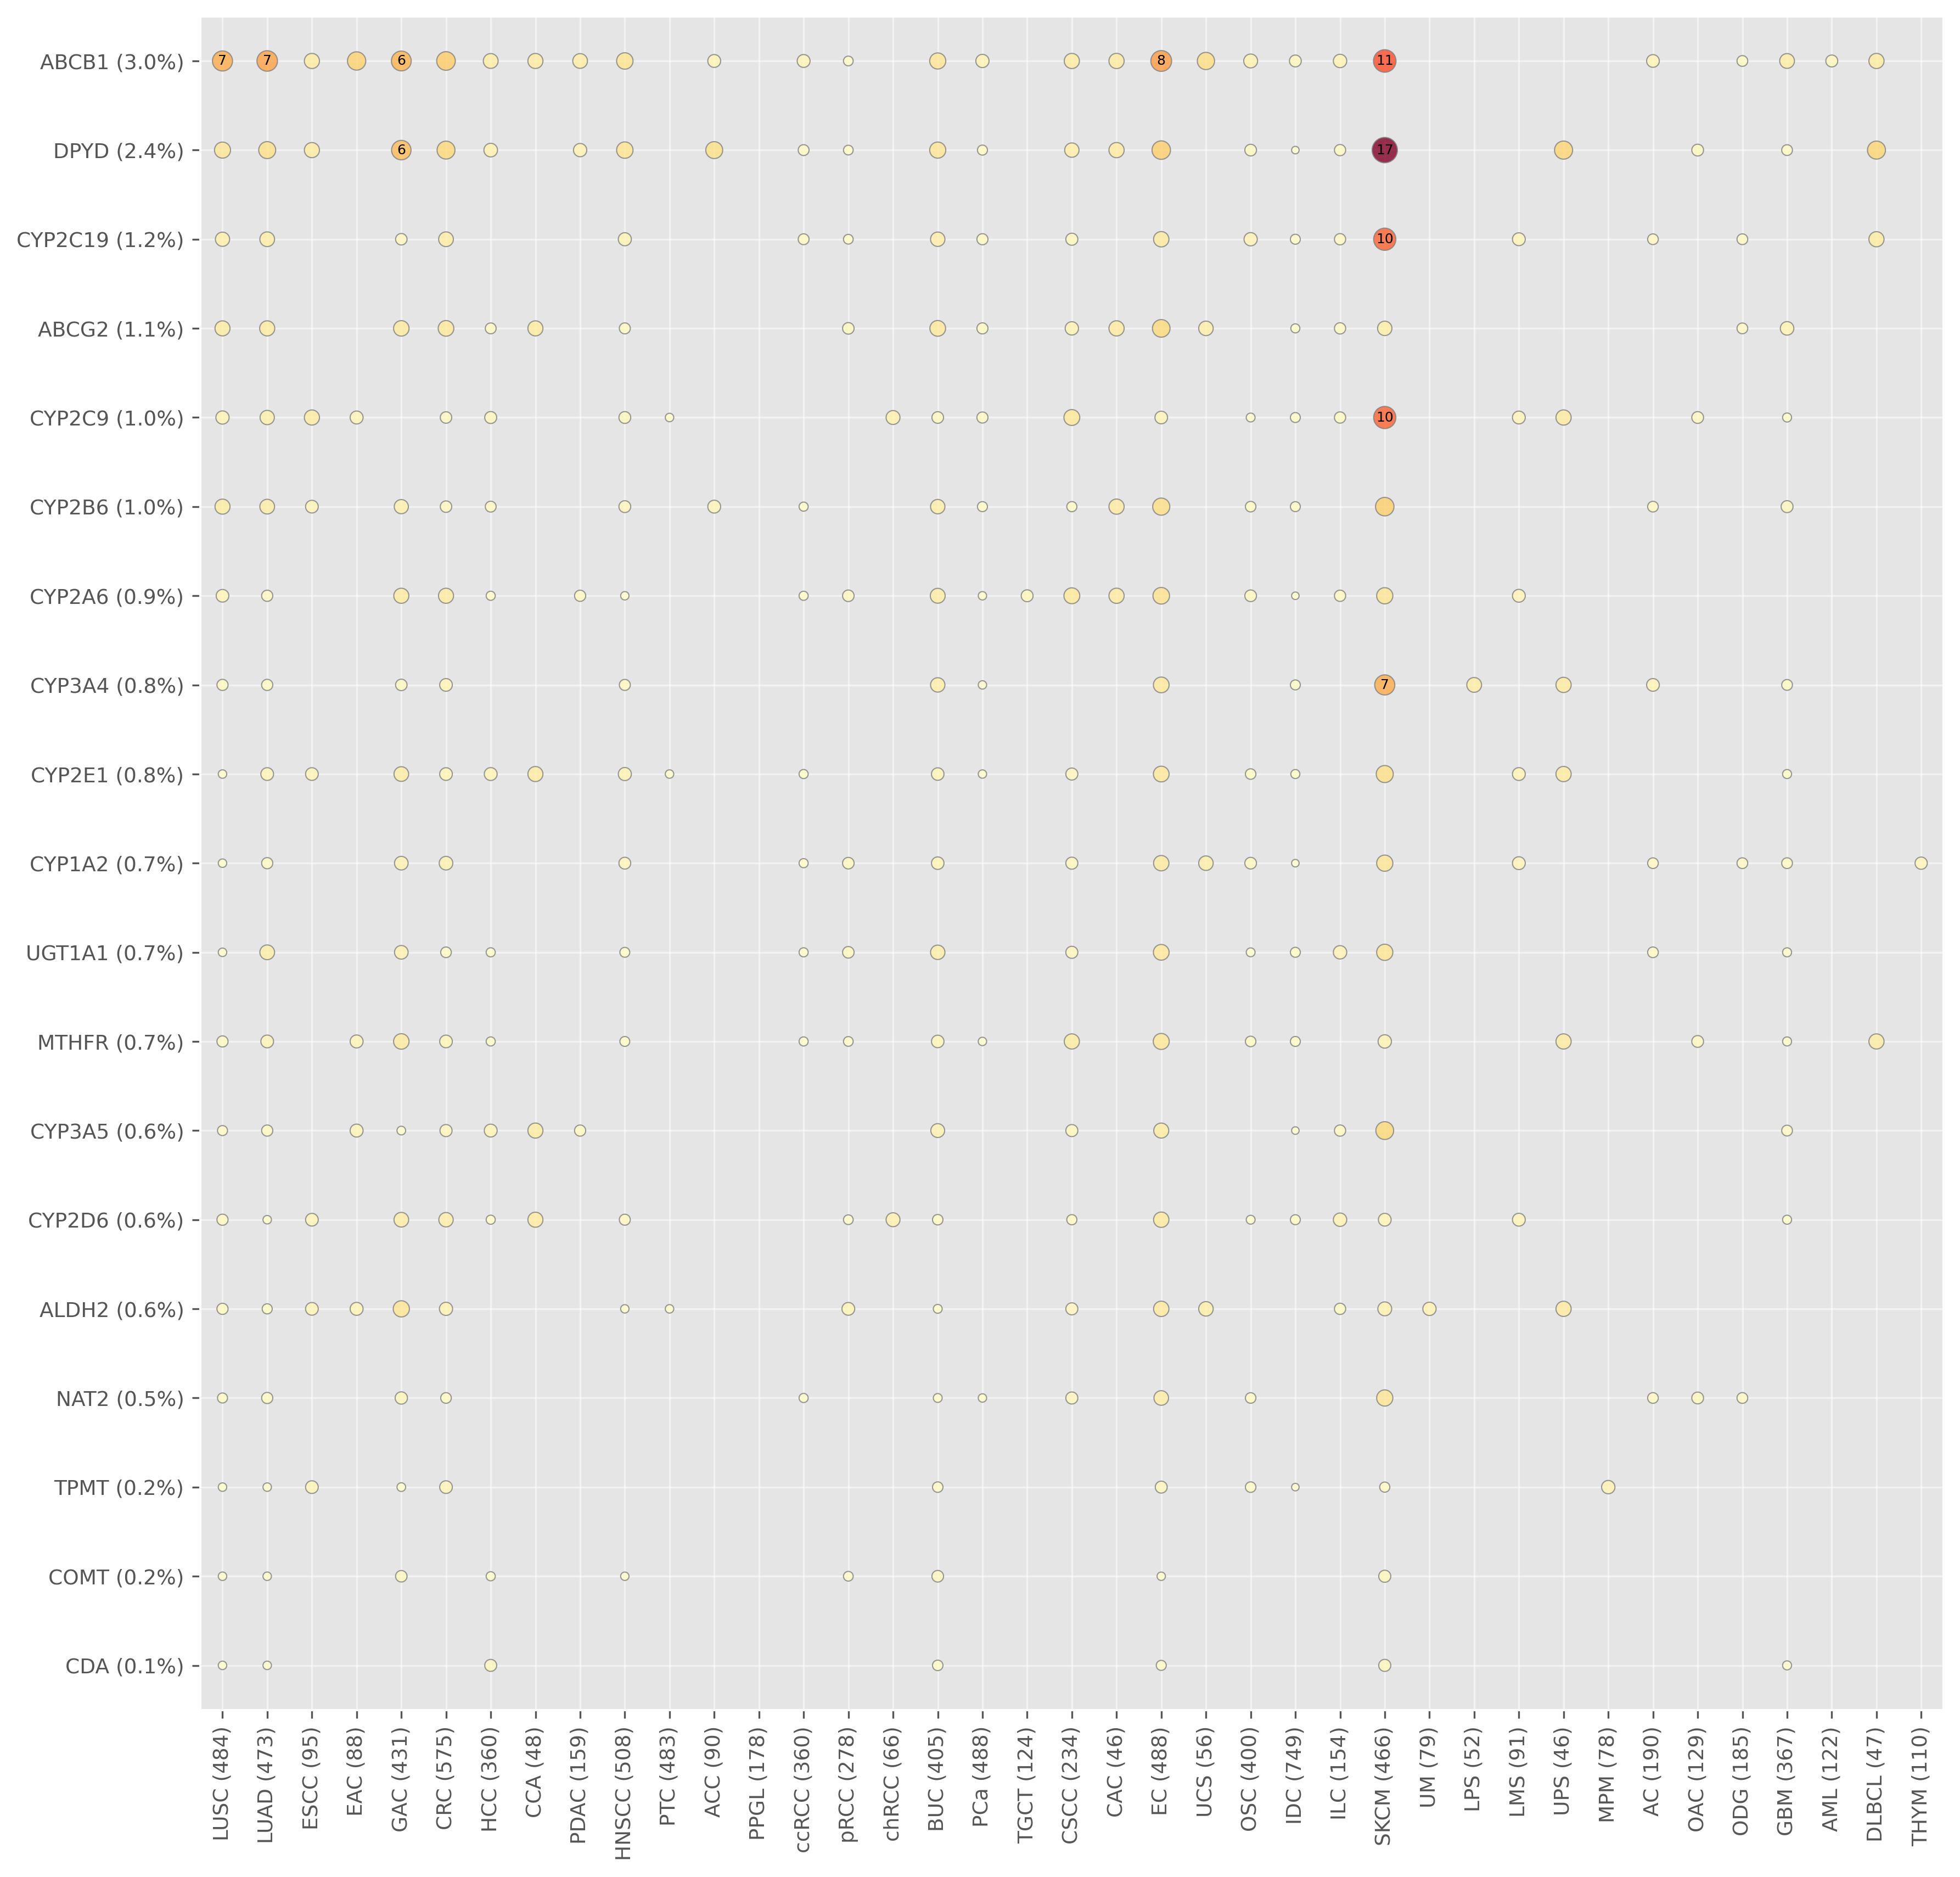 ABCB1 (3.0%)
7 7 6 8 11
DPYD (2.4%)
6 17
CYP2C19 (1.2%)
10
ABCG2 (1.1%)
CYP2C9 (1.0%)
10
CYP2B6 (1.0%)
CYP2A6 (0.9%)
CYP3A4 (0.8%)
7
CYP2E1 (0.8%)
CYP1A2 (0.7%)
UGT1A1 (0.7%)
MTHFR (0.7%)
CYP3A5 (0.6%)
CYP2D6 (0.6%)
ALDH2 (0.6%)
NAT2 (0.5%)
TPMT (0.2%)
COMT (0.2%)
CDA (0.1%)
LUSC (484)
LUAD (473)
ESCC (95)
EAC (88)
GAC (431)
CRC (575)
HCC (360)
CCA (48)
PDAC (159)
HNSCC (508)
PTC (483)
ACC (90)
PPGL (178)
ccRCC (360)
pRCC (278)
chRCC (66)
BUC (405)
PCa (488)
TGCT (124)
CSCC (234)
CAC (46)
EC (488)
UCS (56)
OSC (400)
IDC (749)
ILC (154)
SKCM (466)
UM (79)
LPS (52)
LMS (91)
UPS (46)
MPM (78)
AC (190)
OAC (129)
ODG (185)
GBM (367)
AML (122)
DLBCL (47)
THYM (110)